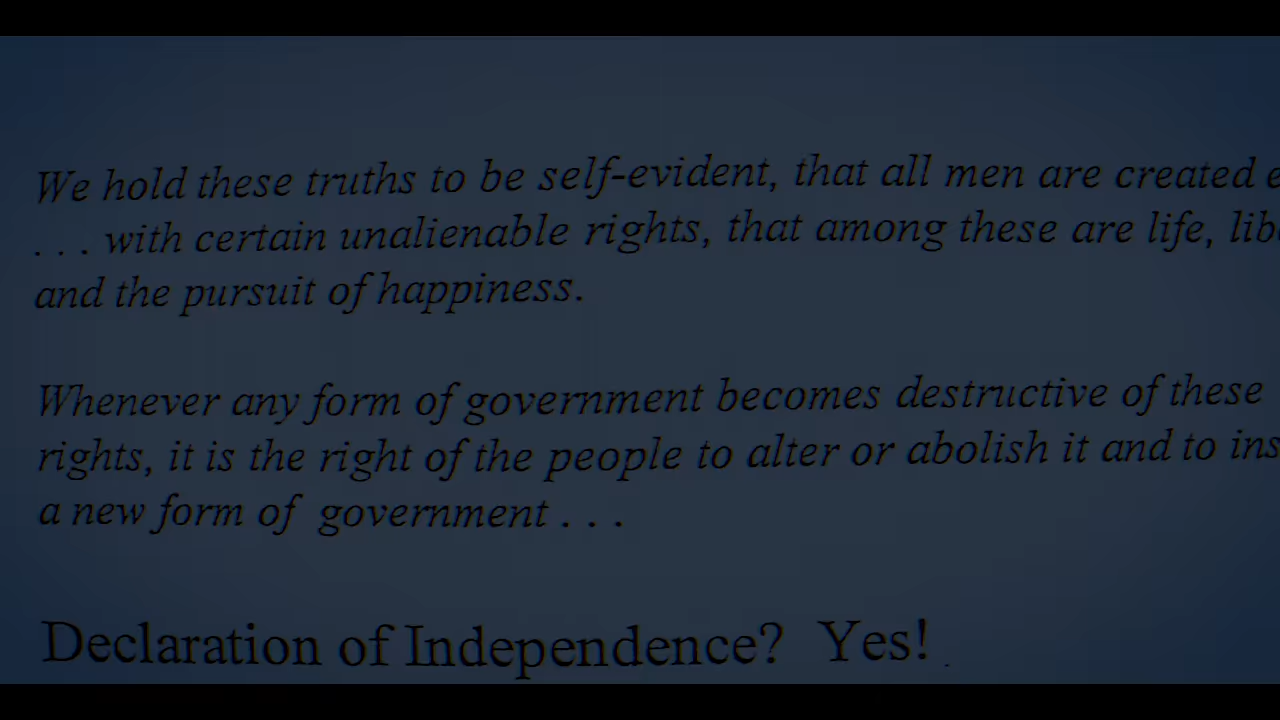 We hold these truths to be self-evident, that all men are created
. . . with certain unalienable rights, that among these are life,
and the pursuit of happiness.
Whenever any form of government becomes destructive of these
rights, it is the right of the people to alter or abolish it and to
a new form of government . . .
Declaration of Independence? Yes!